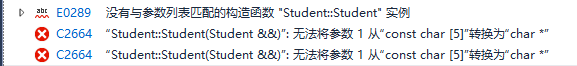 abc E0289 没有与参数列表匹配的构造函数 "Student::Student" 实例
C2664 “Student::Student(Student &&)”: 无法将参数 1 从“const char [5]”转换为“char *”
C2664 “Student::Student(Student &&)”: 无法将参数 1 从“const char [5]”转换为“char *”